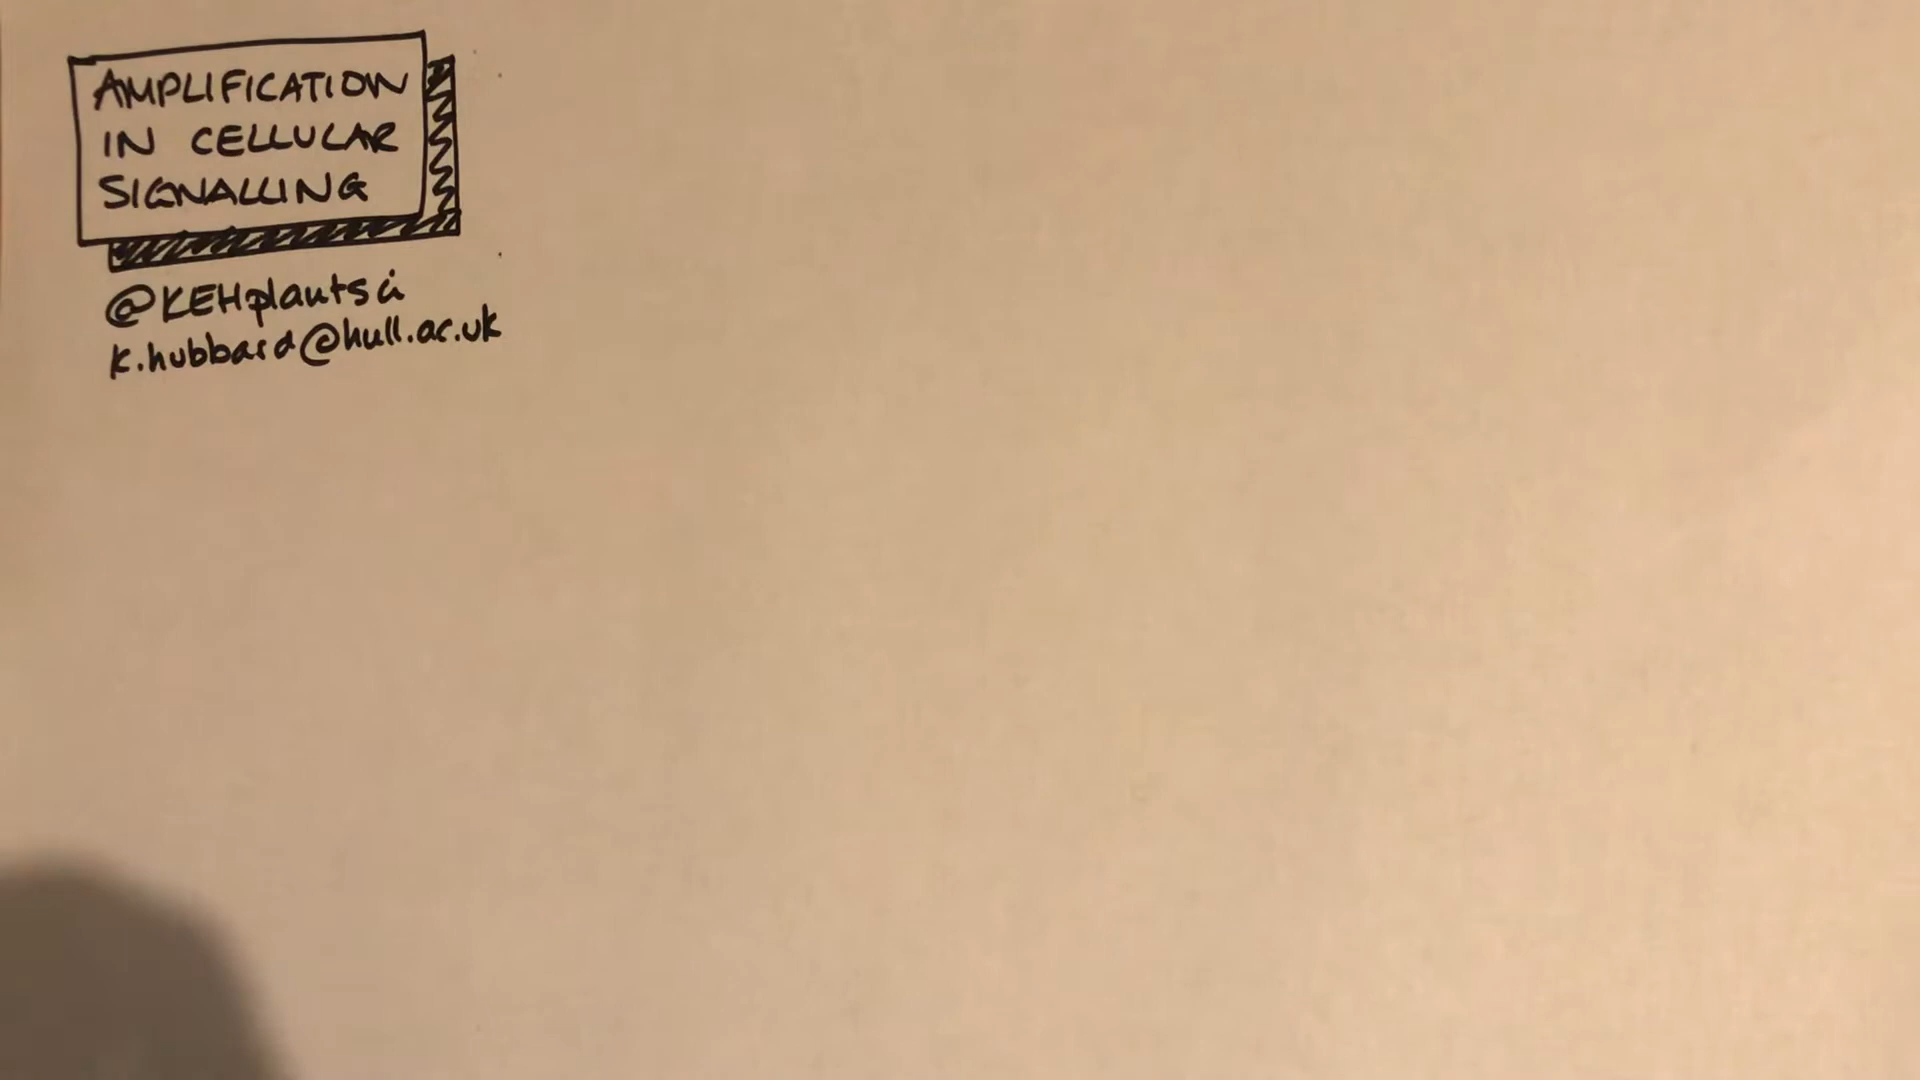 AMPLIFICATION
IN CELLULAR
SIGNALLING
@KEHplantsci
k.hubbard@hull.ac.uk